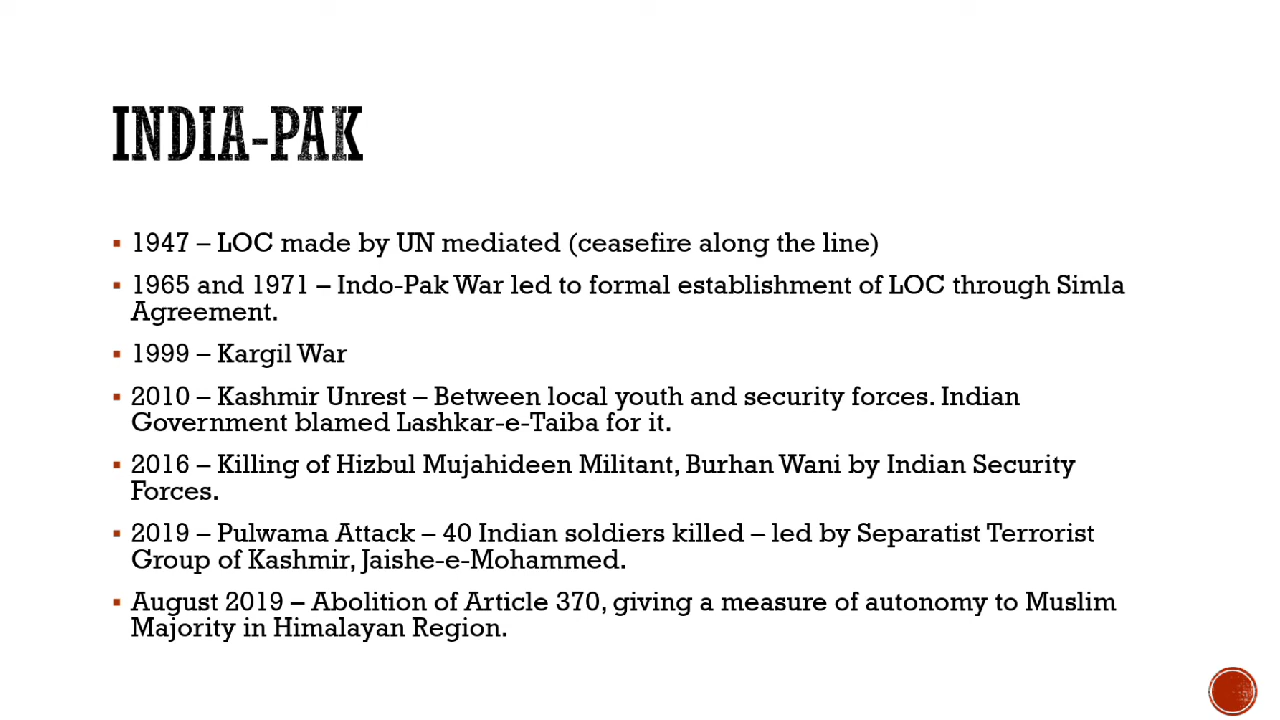 INDIA-PAK
▪ 1947 – LOC made by UN mediated (ceasefire along the line)
▪ 1965 and 1971 – Indo-Pak War led to formal establishment of LOC through Simla
Agreement.
▪ 1999 – Kargil War
▪ 2010 – Kashmir Unrest – Between local youth and security forces. Indian
Government blamed Lashkar-e-Taiba for it.
▪ 2016 – Killing of Hizbul Mujahideen Militant, Burhan Wani by Indian Security
Forces.
▪ 2019 – Pulwama Attack – 40 Indian soldiers killed – led by Separatist Terrorist
Group of Kashmir, Jaishe-e-Mohammed.
▪ August 2019 – Abolition of Article 370, giving a measure of autonomy to Muslim
Majority in Himalayan Region.